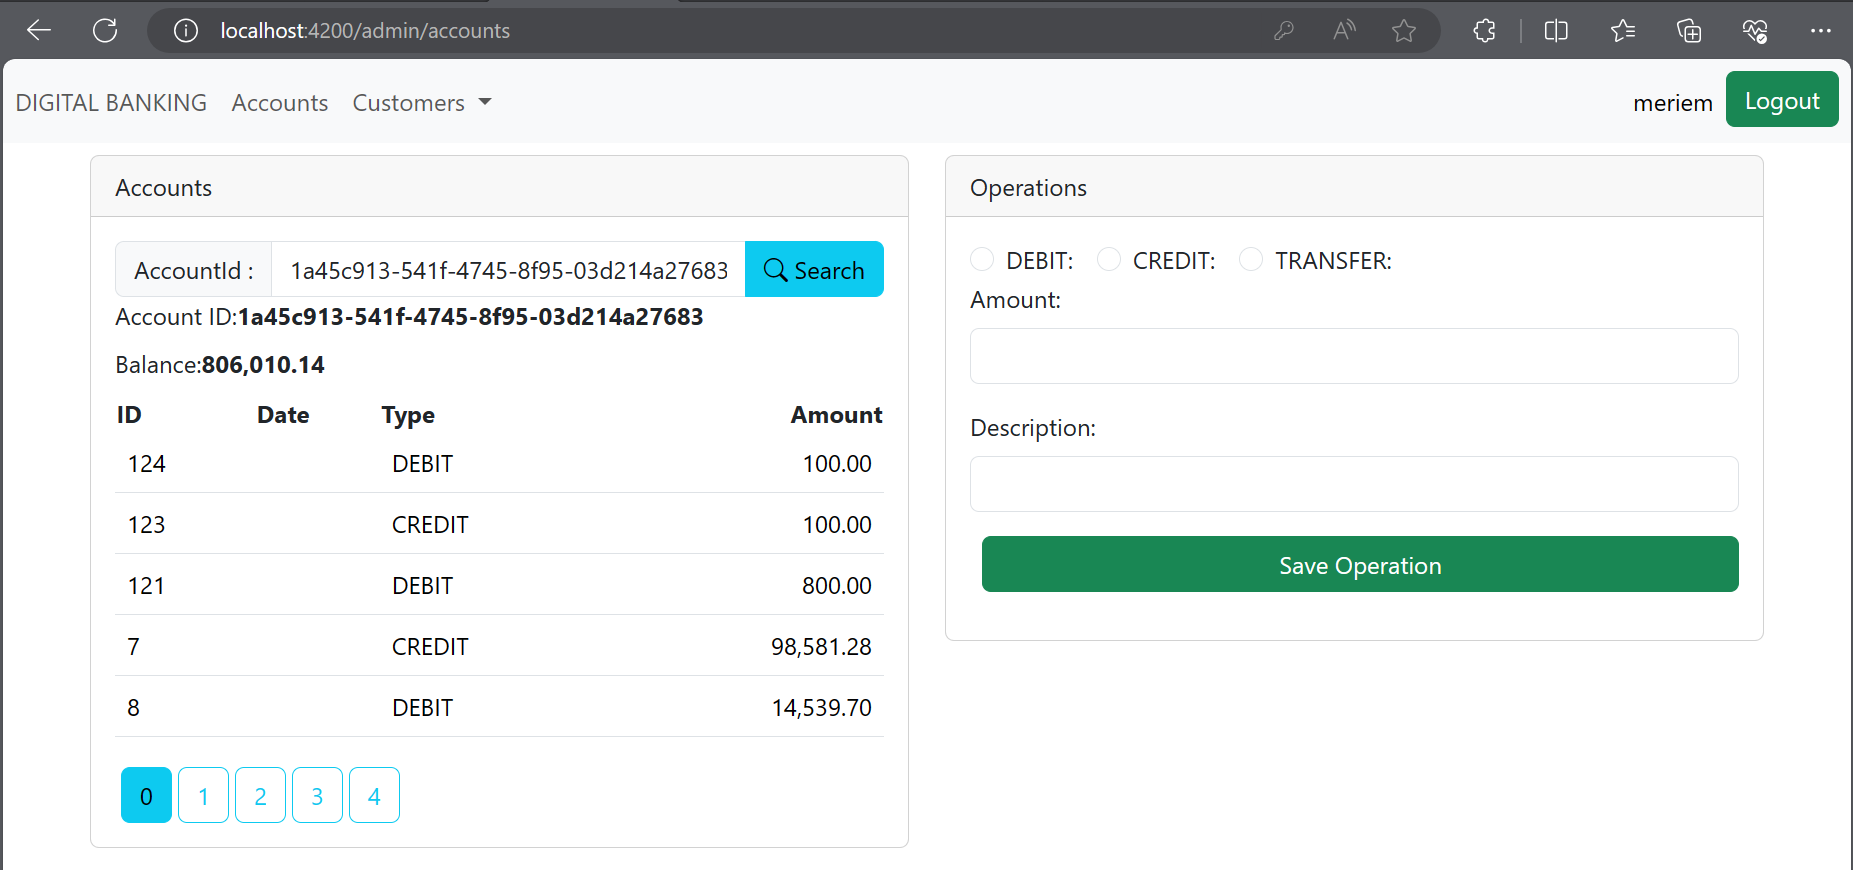 localhost:4200/admin/accounts
DIGITAL BANKING Accounts Customers meriem Logout
Accounts
AccountId : 1a45c913-541f-4745-8f95-03d214a27683 Search
Account ID:1a45c913-541f-4745-8f95-03d214a27683
Balance:806,010.14
ID Date Type Amount
124 DEBIT 100.00
123 CREDIT 100.00
121 DEBIT 800.00
7 CREDIT 98,581.28
8 DEBIT 14,539.70
0 1 2 3 4
Operations
DEBIT: CREDIT: TRANSFER:
Amount:
Description:
Save Operation